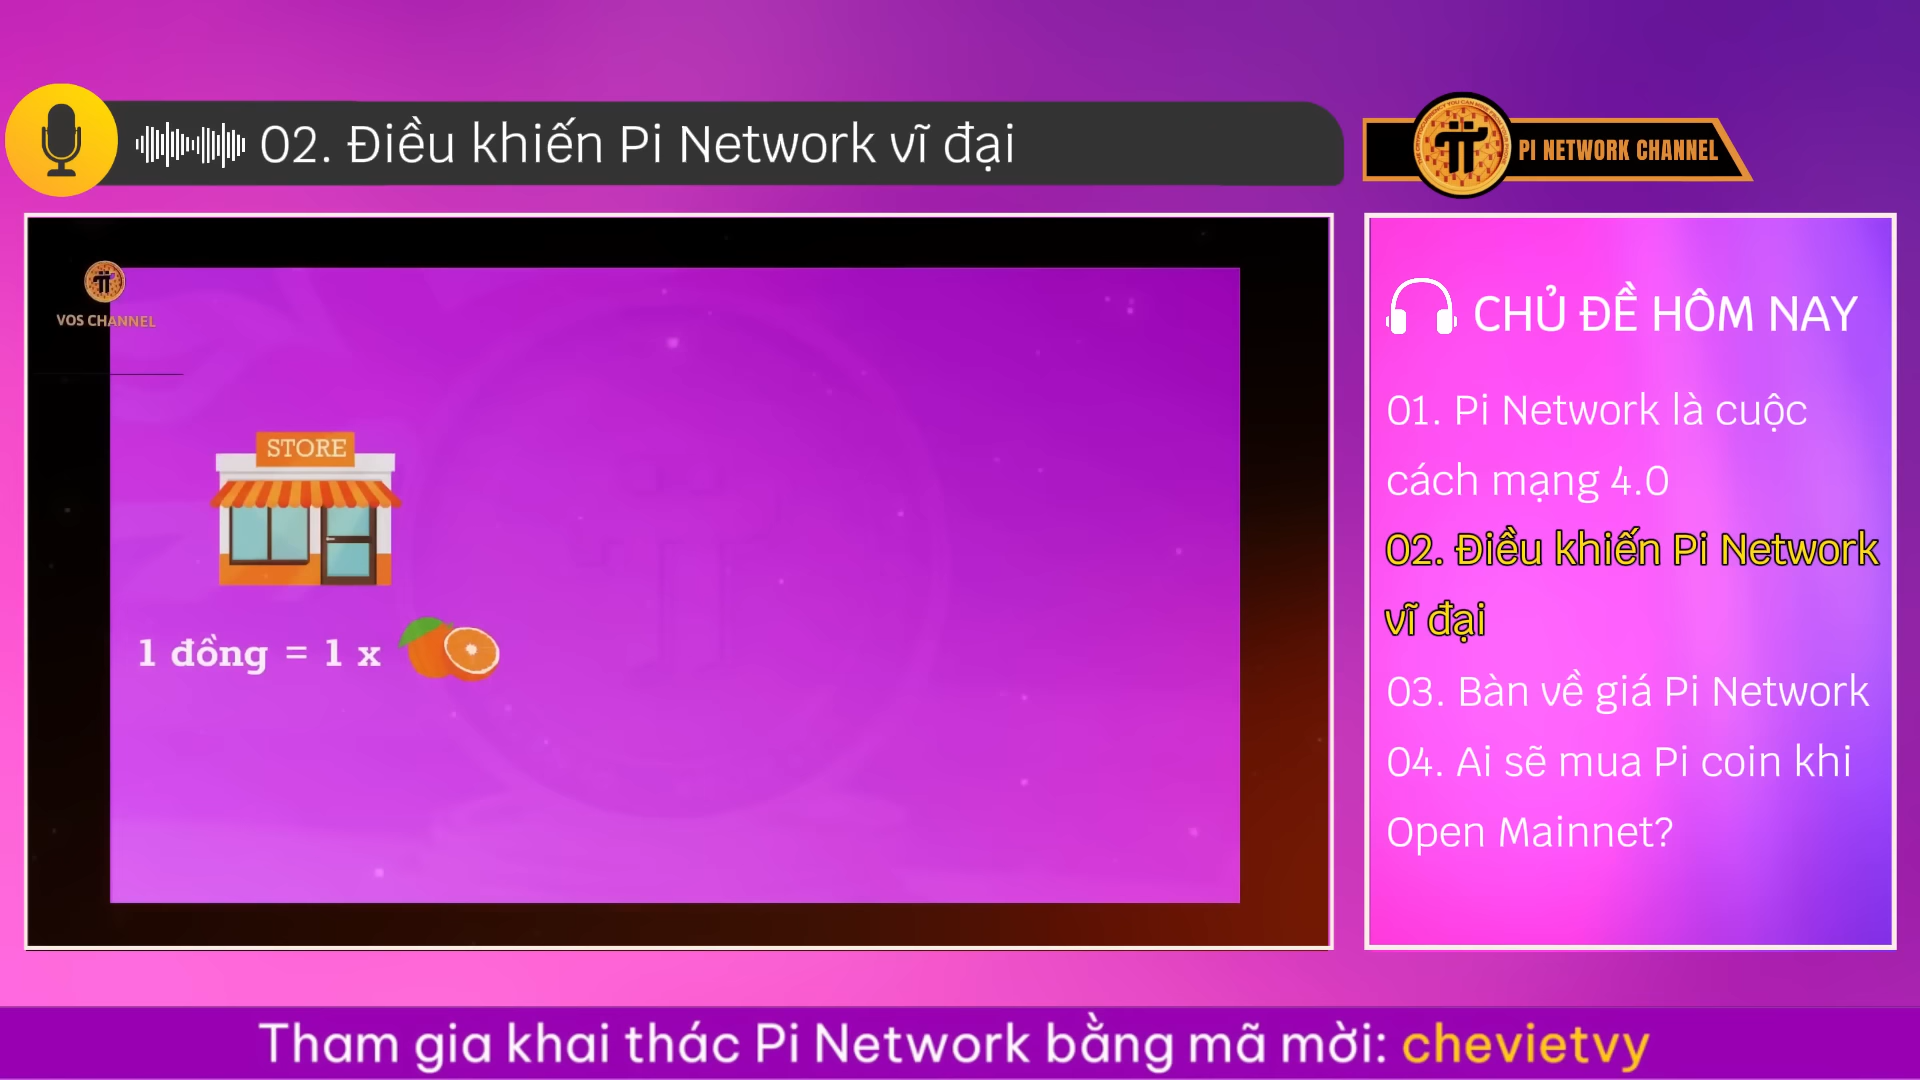 02. Điều khiến Pi Network vĩ đại
PI NETWORK CHANNEL
VOS CHANNEL
STORE
1 đồng = 1 x
CHỦ ĐỀ HÔM NAY
01. Pi Network là cuộc
cách mạng 4.0
02. Điều khiến Pi Network
vĩ đại
03. Bàn về giá Pi Network
04. Ai sẽ mua Pi coin khi
Open Mainnet?
Tham gia khai thác Pi Network bằng mã mời: chevietvy